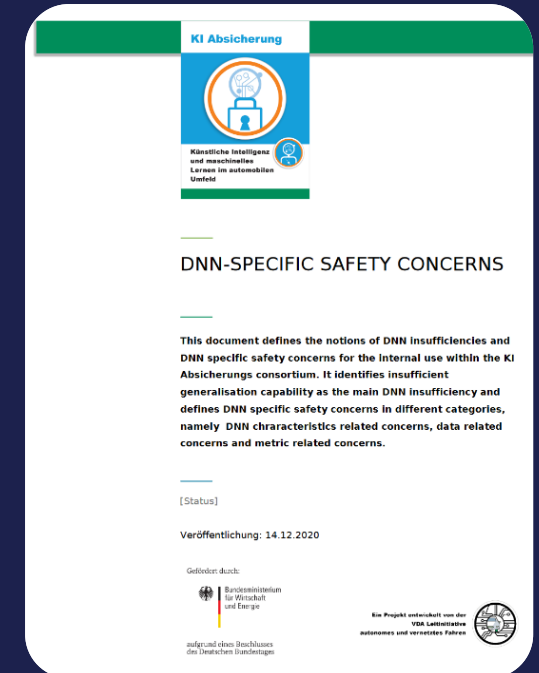 KI Absicherung
Künstliche Intelligenz
und maschinelles
Lernen im automobilen
Umfeld
DNN-SPECIFIC SAFETY CONCERNS
This document defines the notions of DNN insufficiencies and
DNN specific safety concerns for the internal use within the KI
Absicherungs consortium. It identifies insufficient
generalisation capability as the main DNN insufficiency and
defines DNN specific safety concerns in different categories,
namely DNN chraracteristics related concerns, data related
concerns and metric related concerns.
[Status]
Veröffentlichung: 14.12.2020
Gefördert durch:
Bundesministerium
für Wirtschaft
und Energie
aufgrund eines Beschlusses
des Deutschen Bundestages
Ein Projekt entwickelt von der
VDA Leitinitiative
autonomes und vernetztes Fahren